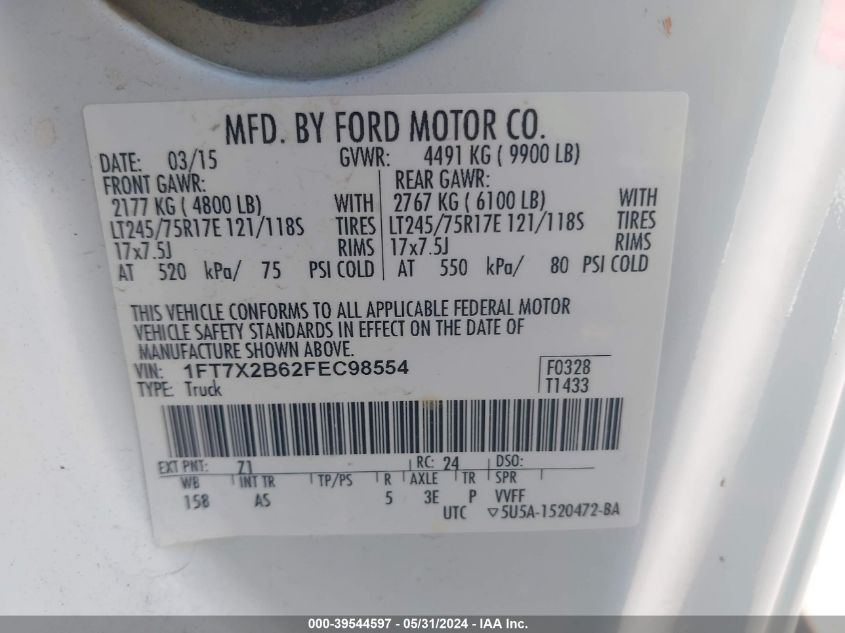 MFD. BY FORD MOTOR CO.
DATE: 03/15 GVWR: 4491 KG ( 9900 LB)
FRONT GAWR: REAR GAWR:
2177 KG ( 4800 LB) WITH 2767 KG ( 6100 LB) WITH
LT245/75R17E 121/118S TIRES LT245/75R17E 121/118S TIRES
17x7.5J RIMS 17x7.5J RIMS
AT 520 kPa/ 75 PSI COLD AT 550 kPa/ 80 PSI COLD
THIS VEHICLE CONFORMS TO ALL APPLICABLE FEDERAL MOTOR
VEHICLE SAFETY STANDARDS IN EFFECT ON THE DATE OF
MANUFACTURE SHOWN ABOVE.
VIN: 1FT7X2B62FEC98554 F0328
TYPE: Truck T1433
EXT PNT: Z1 RC: 24 DSO:
WB INT TR TP/PS R AXLE TR SPR
158 AS 5 3E P VVFF
UTC ▽5U5A-1520472-BA
000-39544597 - 05/31/2024 - IAA Inc.